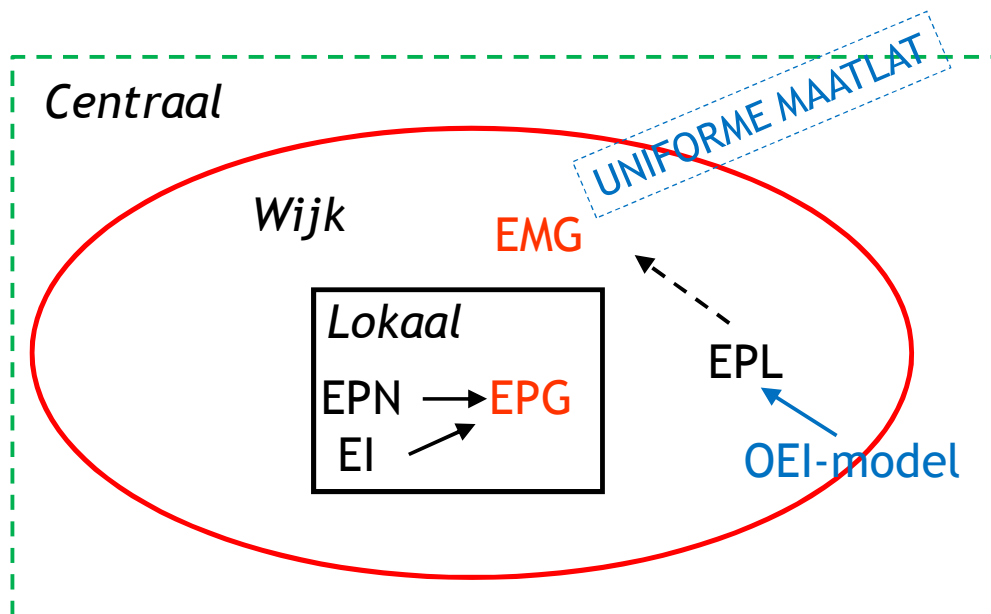 Centraal
UNIFORME MAATLAT
Wijk
EMG
Lokaal
EPL
EPN EPG
EI
OEI-model